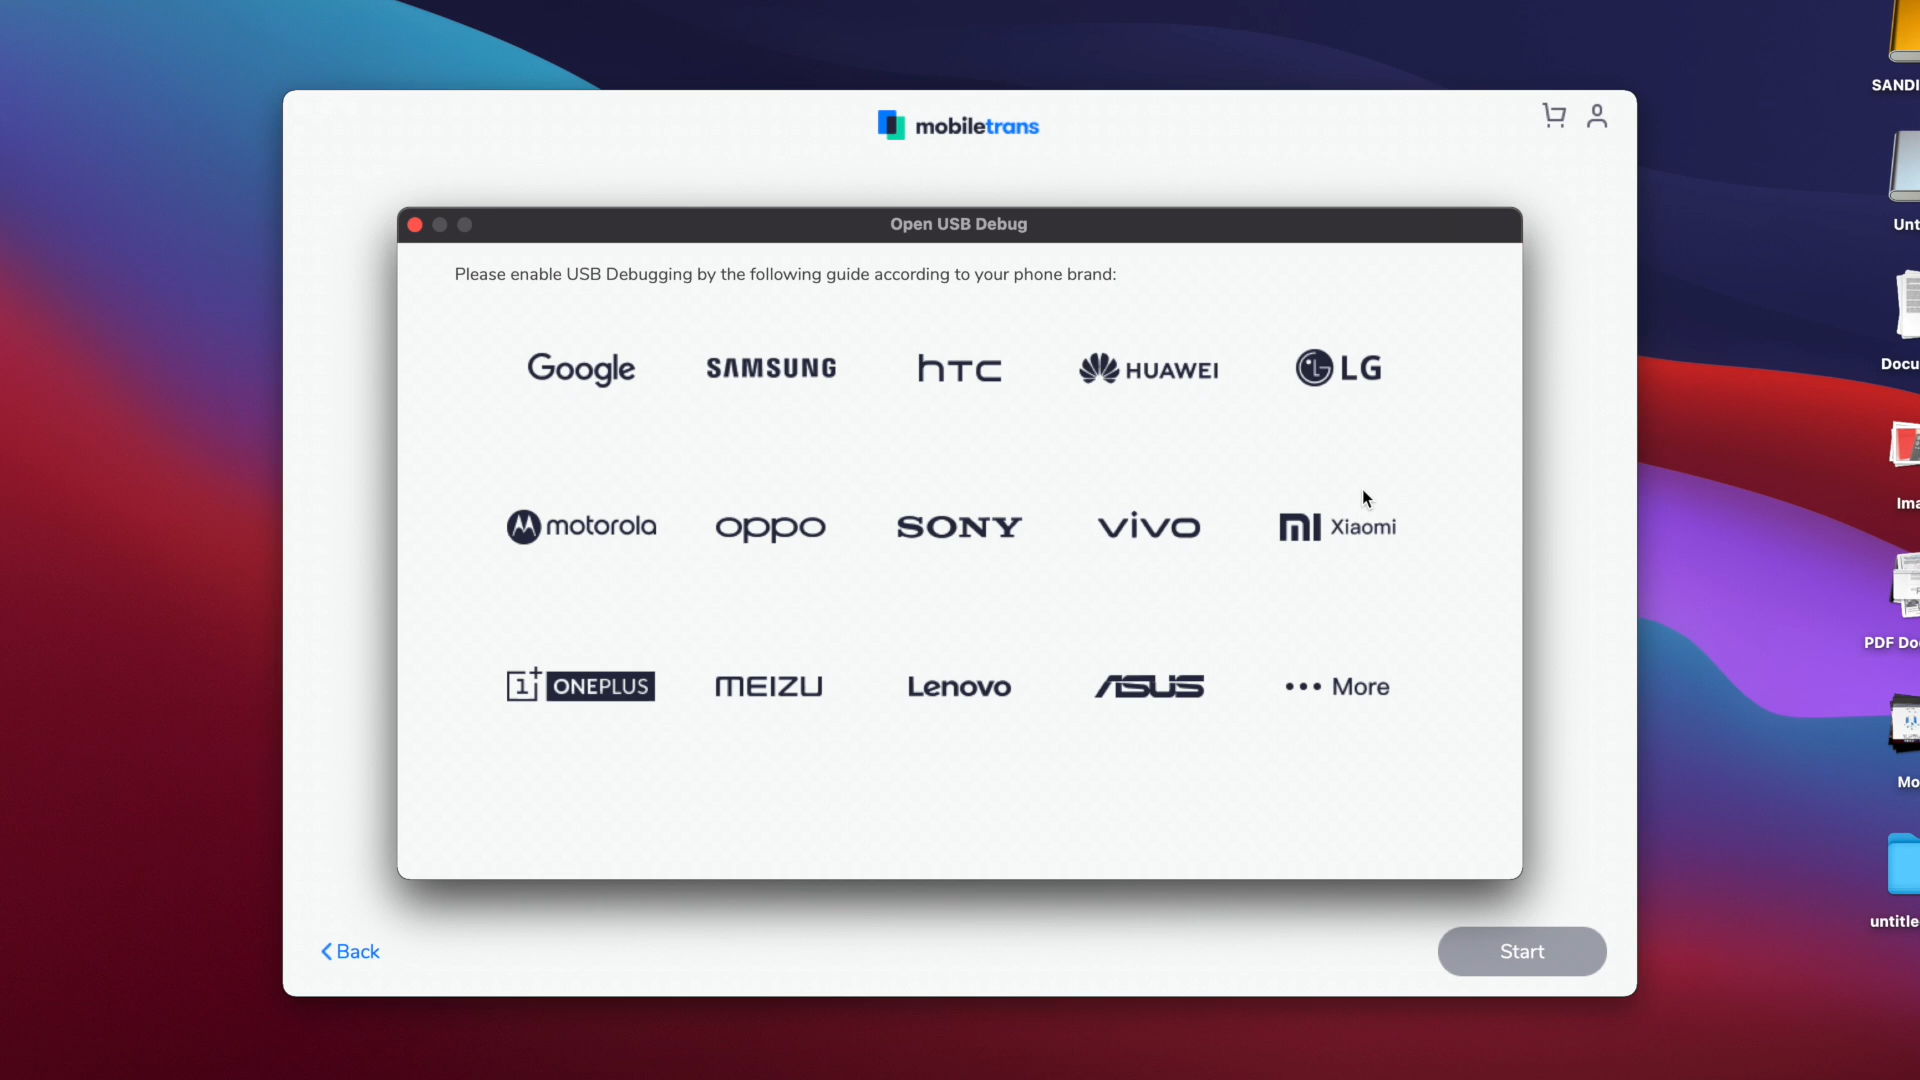 mobiletrans
Open USB Debug
Please enable USB Debugging by the following guide according to your phone brand:
Google SAMSUNG hTC HUAWEI LG
motorola oppo SONY vivo mi Xiaomi
1+ ONEPLUS MEIZU Lenovo ASUS ••• More
Back
Start
SANDI
Unt
Docu
Ima
PDF Do
Mo
untitle